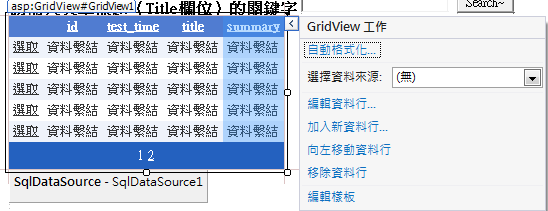 asp:GridView#GridView1
（Title欄位）的關鍵字
Search~
id test_time title summary
選取 資料繫結 資料繫結 資料繫結 資料繫結
選取 資料繫結 資料繫結 資料繫結 資料繫結
選取 資料繫結 資料繫結 資料繫結 資料繫結
選取 資料繫結 資料繫結 資料繫結 資料繫結
選取 資料繫結 資料繫結 資料繫結 資料繫結
1 2
SqlDataSource - SqlDataSource1
GridView 工作
自動格式化...
選擇資料來源: (無)
編輯資料行...
加入新資料行...
向左移動資料行
移除資料行
編輯樣板